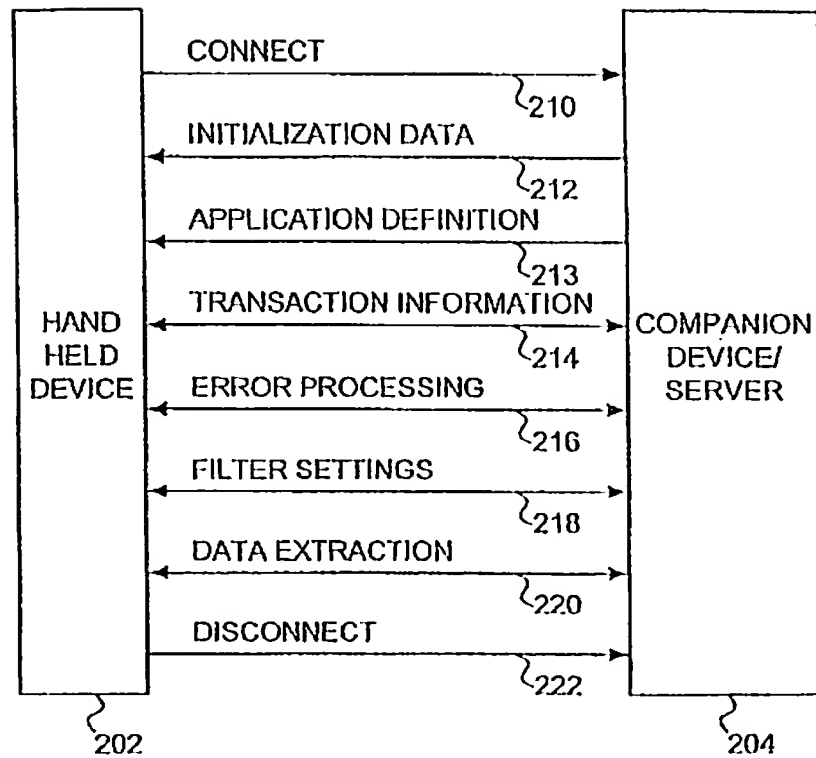 CONNECT
210
INITIALIZATION DATA
212
APPLICATION DEFINITION
213
TRANSACTION INFORMATION
214
HAND
HELD
DEVICE
COMPANION
DEVICE/
SERVER
ERROR PROCESSING
216
FILTER SETTINGS
218
DATA EXTRACTION
220
DISCONNECT
222
202
204